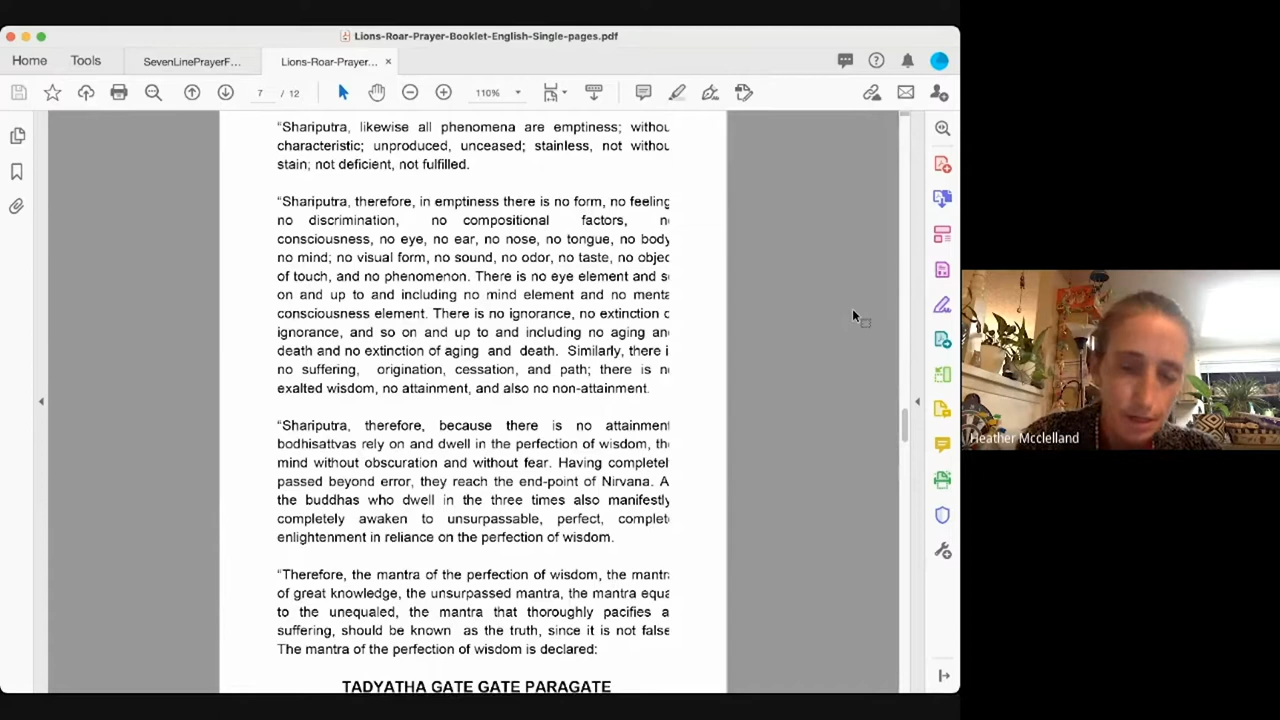 Lions-Roar-Prayer-Booklet-English-Single-pages.pdf
Home Tools SevenLinePrayerF... Lions-Roar-Prayer... ×
7 / 12 110%
“Shariputra, likewise all phenomena are emptiness; withou
characteristic; unproduced, unceased; stainless, not withou
stain; not deficient, not fulfilled.
“Shariputra, therefore, in emptiness there is no form, no feeling
no discrimination, no compositional factors, n
consciousness, no eye, no ear, no nose, no tongue, no body
no mind; no visual form, no sound, no odor, no taste, no objec
of touch, and no phenomenon. There is no eye element and s
on and up to and including no mind element and no menta
consciousness element. There is no ignorance, no extinction o
ignorance, and so on and up to and including no aging an
death and no extinction of aging and death. Similarly, there i
no suffering, origination, cessation, and path; there is n
exalted wisdom, no attainment, and also no non-attainment.
“Shariputra, therefore, because there is no attainment
bodhisattvas rely on and dwell in the perfection of wisdom, th
mind without obscuration and without fear. Having completel
passed beyond error, they reach the end-point of Nirvana. A
the buddhas who dwell in the three times also manifestly
completely awaken to unsurpassable, perfect, complet
enlightenment in reliance on the perfection of wisdom.
“Therefore, the mantra of the perfection of wisdom, the mantr
of great knowledge, the unsurpassed mantra, the mantra equa
to the unequaled, the mantra that thoroughly pacifies a
suffering, should be known as the truth, since it is not false
The mantra of the perfection of wisdom is declared:
TADYATHA GATE GATE PARAGATE
Heather Mcclelland